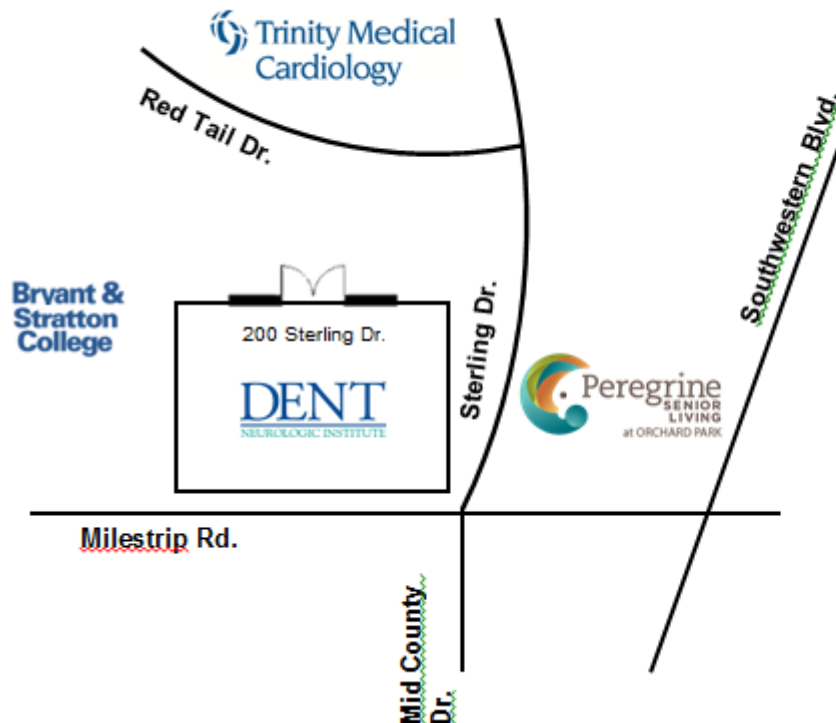 Trinity Medical
Cardiology
Red Tail Dr.
Southwestern Blvd.
Bryant &
Stratton
College
200 Sterling Dr.
Sterling Dr.
DENT
NEUROLOGIC INSTITUTE
Peregrine
SENIOR
LIVING
at ORCHARD PARK
Milestrip Rd.
Mid County
Dr.